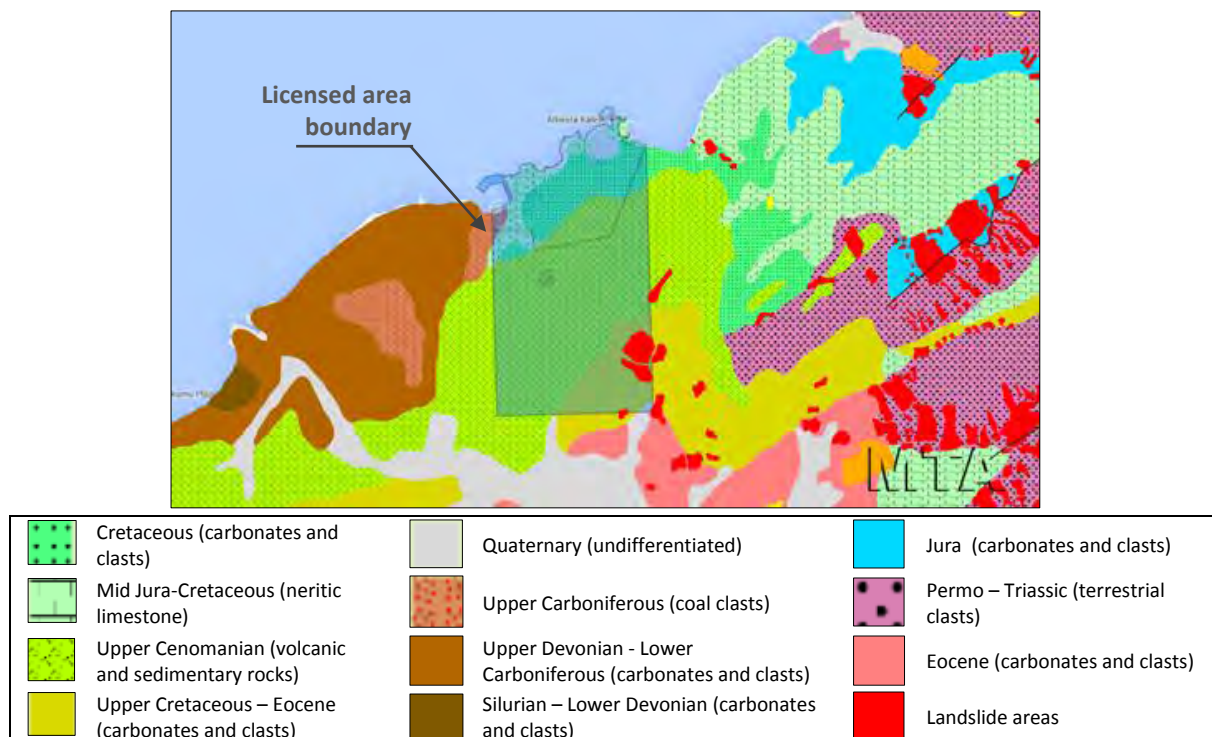 Licensed area
boundary
MTA
Cretaceous (carbonates and
clasts)
Quaternary (undifferentiated)
Jura (carbonates and clasts)
Mid Jura-Cretaceous (neritic
limestone)
Upper Carboniferous (coal clasts)
Permo – Triassic (terrestrial
clasts)
Upper Cenomanian (volcanic
and sedimentary rocks)
Upper Devonian - Lower
Carboniferous (carbonates and clasts)
Eocene (carbonates and clasts)
Upper Cretaceous – Eocene
(carbonates and clasts)
Silurian – Lower Devonian (carbonates
and clasts)
Landslide areas